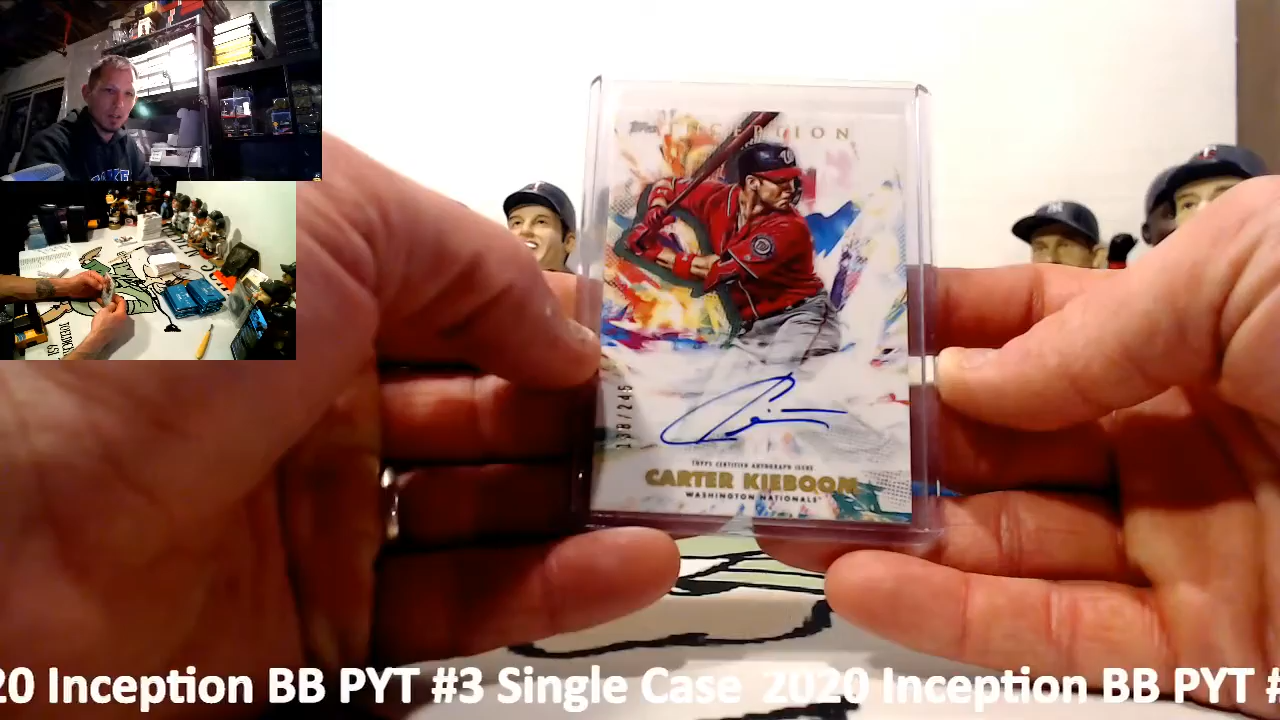 Topps INCEPTION
138/245
TOPPS CERTIFIED AUTOGRAPH ISSUE
CARTER KIEBOOM
WASHINGTON NATIONALS
20 Inception BB PYT #3 Single Case 2020 Inception BB PYT #